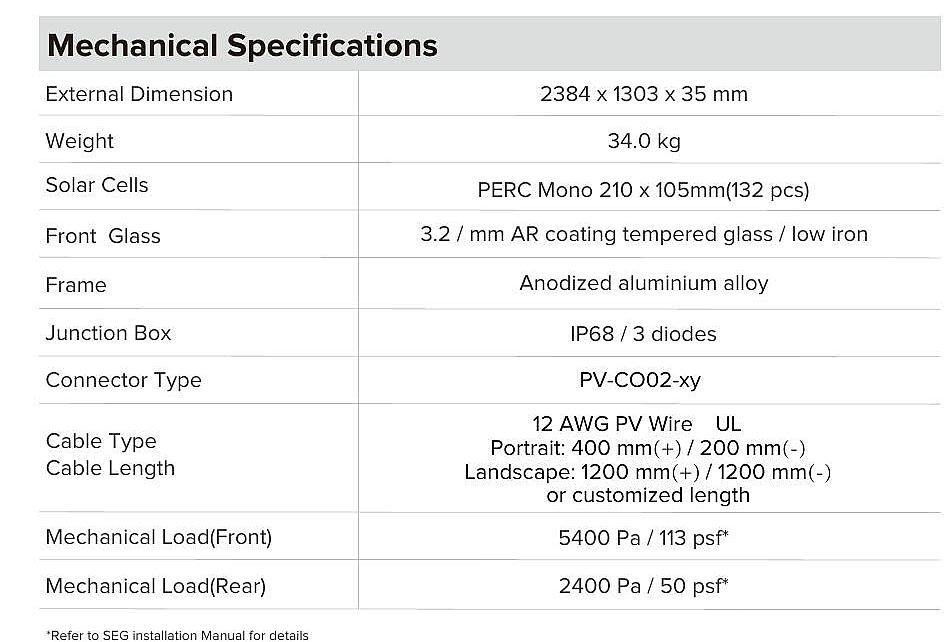 Mechanical Specifications
External Dimension 2384 x 1303 x 35 mm
Weight 34.0 kg
Solar Cells PERC Mono 210 x 105mm(132 pcs)
Front Glass 3.2 / mm AR coating tempered glass / low iron
Frame Anodized aluminium alloy
Junction Box IP68 / 3 diodes
Connector Type PV-CO02-xy
Cable Type
Cable Length
12 AWG PV Wire UL
Portrait: 400 mm(+) / 200 mm(-)
Landscape: 1200 mm(+) / 1200 mm(-)
or customized length
Mechanical Load(Front) 5400 Pa / 113 psf*
Mechanical Load(Rear) 2400 Pa / 50 psf*
*Refer to SEG installation Manual for details